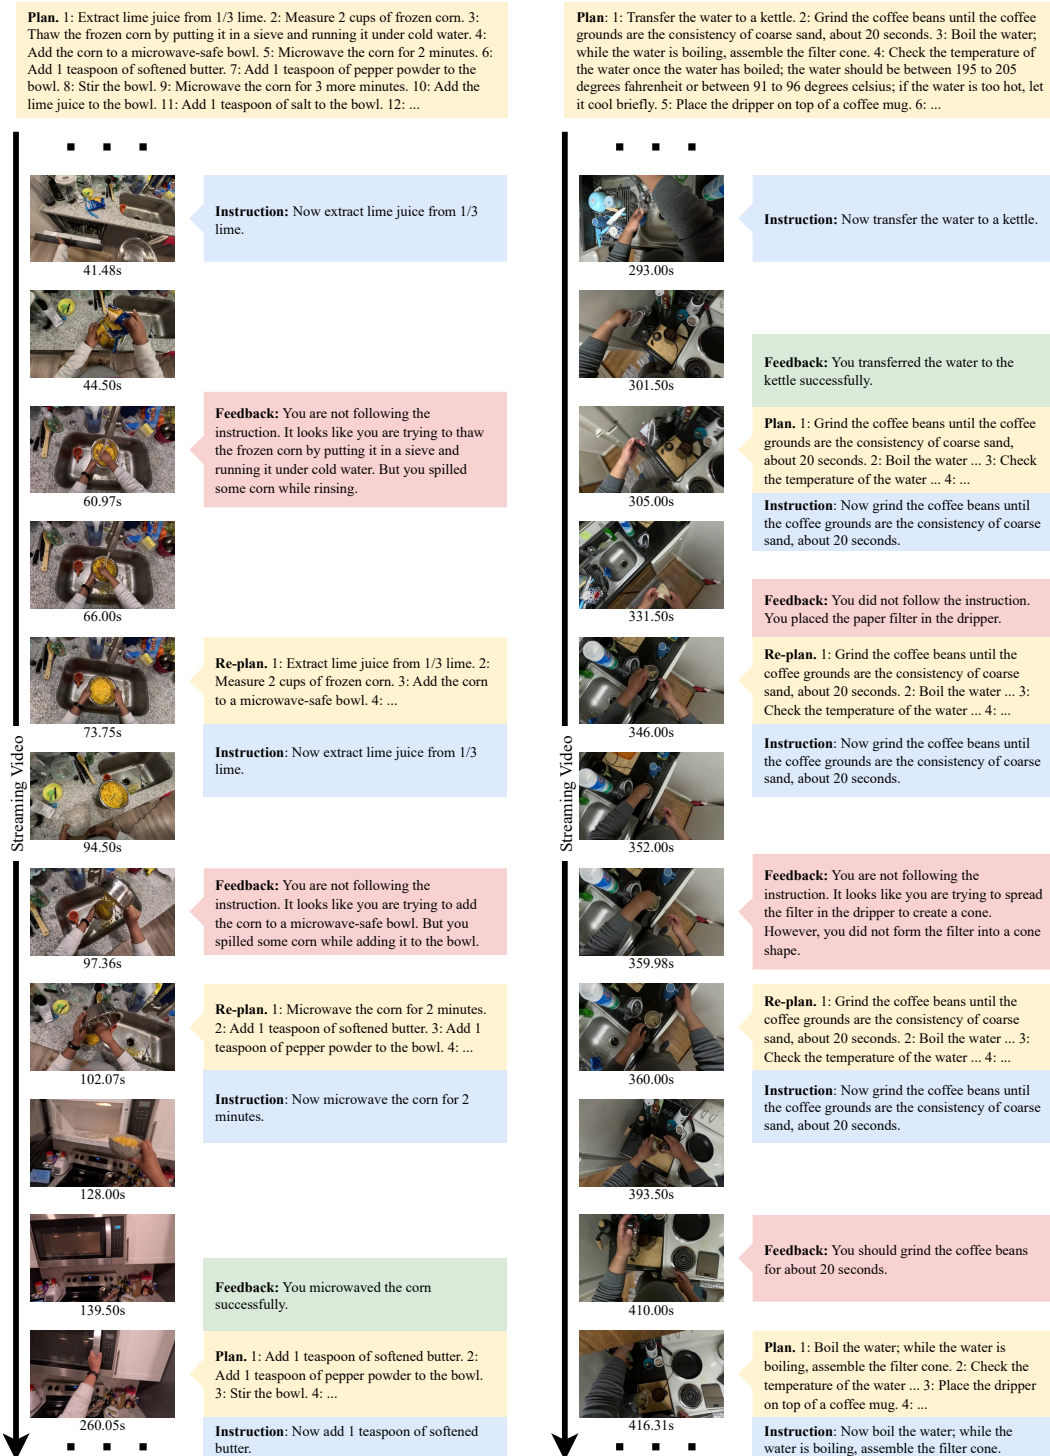 Plan. 1: Extract lime juice from 1/3 lime. 2: Measure 2 cups of frozen corn. 3:
Thaw the frozen corn by putting it in a sieve and running it under cold water. 4:
Add the corn to a microwave-safe bowl. 5: Microwave the corn for 2 minutes. 6:
Add 1 teaspoon of softened butter. 7: Add 1 teaspoon of pepper powder to the
bowl. 8: Stir the bowl. 9: Microwave the corn for 3 more minutes. 10: Add the
lime juice to the bowl. 11: Add 1 teaspoon of salt to the bowl. 12: ...
Streaming Video
Instruction: Now extract lime juice from 1/3
lime.
41.48s
44.50s
Feedback: You are not following the
instruction. It looks like you are trying to thaw
the frozen corn by putting it in a sieve and
running it under cold water. But you spilled
some corn while rinsing.
60.97s
66.00s
Re-plan. 1: Extract lime juice from 1/3 lime. 2:
Measure 2 cups of frozen corn. 3: Add the corn
to a microwave-safe bowl. 4: ...
73.75s
Instruction: Now extract lime juice from 1/3
lime.
94.50s
Feedback: You are not following the
instruction. It looks like you are trying to add
the corn to a microwave-safe bowl. But you
spilled some corn while adding it to the bowl.
97.36s
Re-plan. 1: Microwave the corn for 2 minutes.
2: Add 1 teaspoon of softened butter. 3: Add 1
teaspoon of pepper powder to the bowl. 4: ...
102.07s
Instruction: Now microwave the corn for 2
minutes.
128.00s
139.50s
Feedback: You microwaved the corn
successfully.
Plan. 1: Add 1 teaspoon of softened butter. 2:
Add 1 teaspoon of pepper powder to the bowl.
3: Stir the bowl. 4: ...
260.05s
Instruction: Now add 1 teaspoon of softened
butter.
Plan: 1: Transfer the water to a kettle. 2: Grind the coffee beans until the coffee
grounds are the consistency of coarse sand, about 20 seconds. 3: Boil the water;
while the water is boiling, assemble the filter cone. 4: Check the temperature of
the water once the water has boiled; the water should be between 195 to 205
degrees fahrenheit or between 91 to 96 degrees celsius; if the water is too hot, let
it cool briefly. 5: Place the dripper on top of a coffee mug. 6: ...
Streaming Video
Instruction: Now transfer the water to a kettle.
293.00s
301.50s
Feedback: You transferred the water to the
kettle successfully.
Plan. 1: Grind the coffee beans until the coffee
grounds are the consistency of coarse sand,
about 20 seconds. 2: Boil the water ... 3: Check
the temperature of the water ... 4: ...
305.00s
Instruction: Now grind the coffee beans until
the coffee grounds are the consistency of coarse
sand, about 20 seconds.
331.50s
Feedback: You did not follow the instruction.
You placed the paper filter in the dripper.
Re-plan. 1: Grind the coffee beans until the
coffee grounds are the consistency of coarse
sand, about 20 seconds. 2: Boil the water ... 3:
Check the temperature of the water ... 4: ...
346.00s
Instruction: Now grind the coffee beans until
the coffee grounds are the consistency of coarse
sand, about 20 seconds.
352.00s
Feedback: You are not following the
instruction. It looks like you are trying to spread
the filter in the dripper to create a cone.
However, you did not form the filter into a cone
shape.
359.98s
Re-plan. 1: Grind the coffee beans until the
coffee grounds are the consistency of coarse
sand, about 20 seconds. 2: Boil the water ... 3:
Check the temperature of the water ... 4: ...
360.00s
Instruction: Now grind the coffee beans until
the coffee grounds are the consistency of coarse
sand, about 20 seconds.
393.50s
Feedback: You should grind the coffee beans
for about 20 seconds.
410.00s
Plan. 1: Boil the water; while the water is
boiling, assemble the filter cone. 2: Check the
temperature of the water ... 3: Place the dripper
on top of a coffee mug. 4: ...
416.31s
Instruction: Now boil the water; while the
water is boiling, assemble the filter cone.